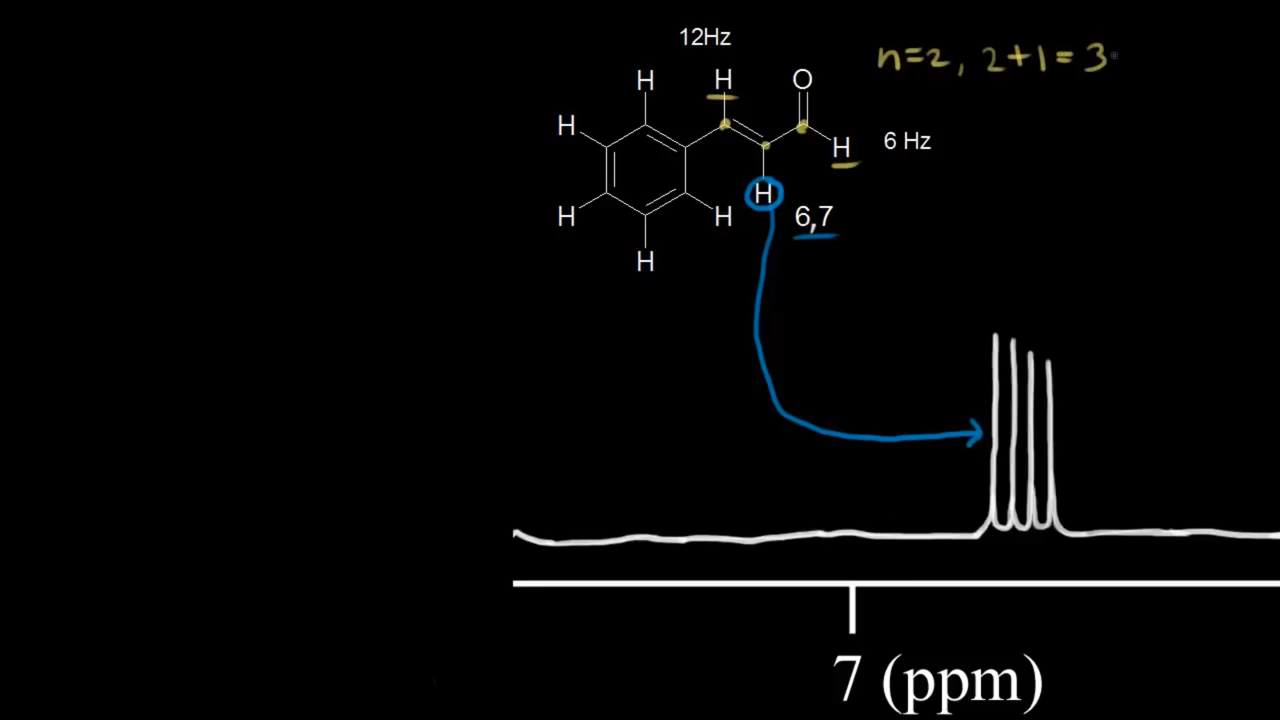 12Hz
n=2, 2+1=3
H H O
H H 6 Hz
H H H 6,7
H
7 (ppm)